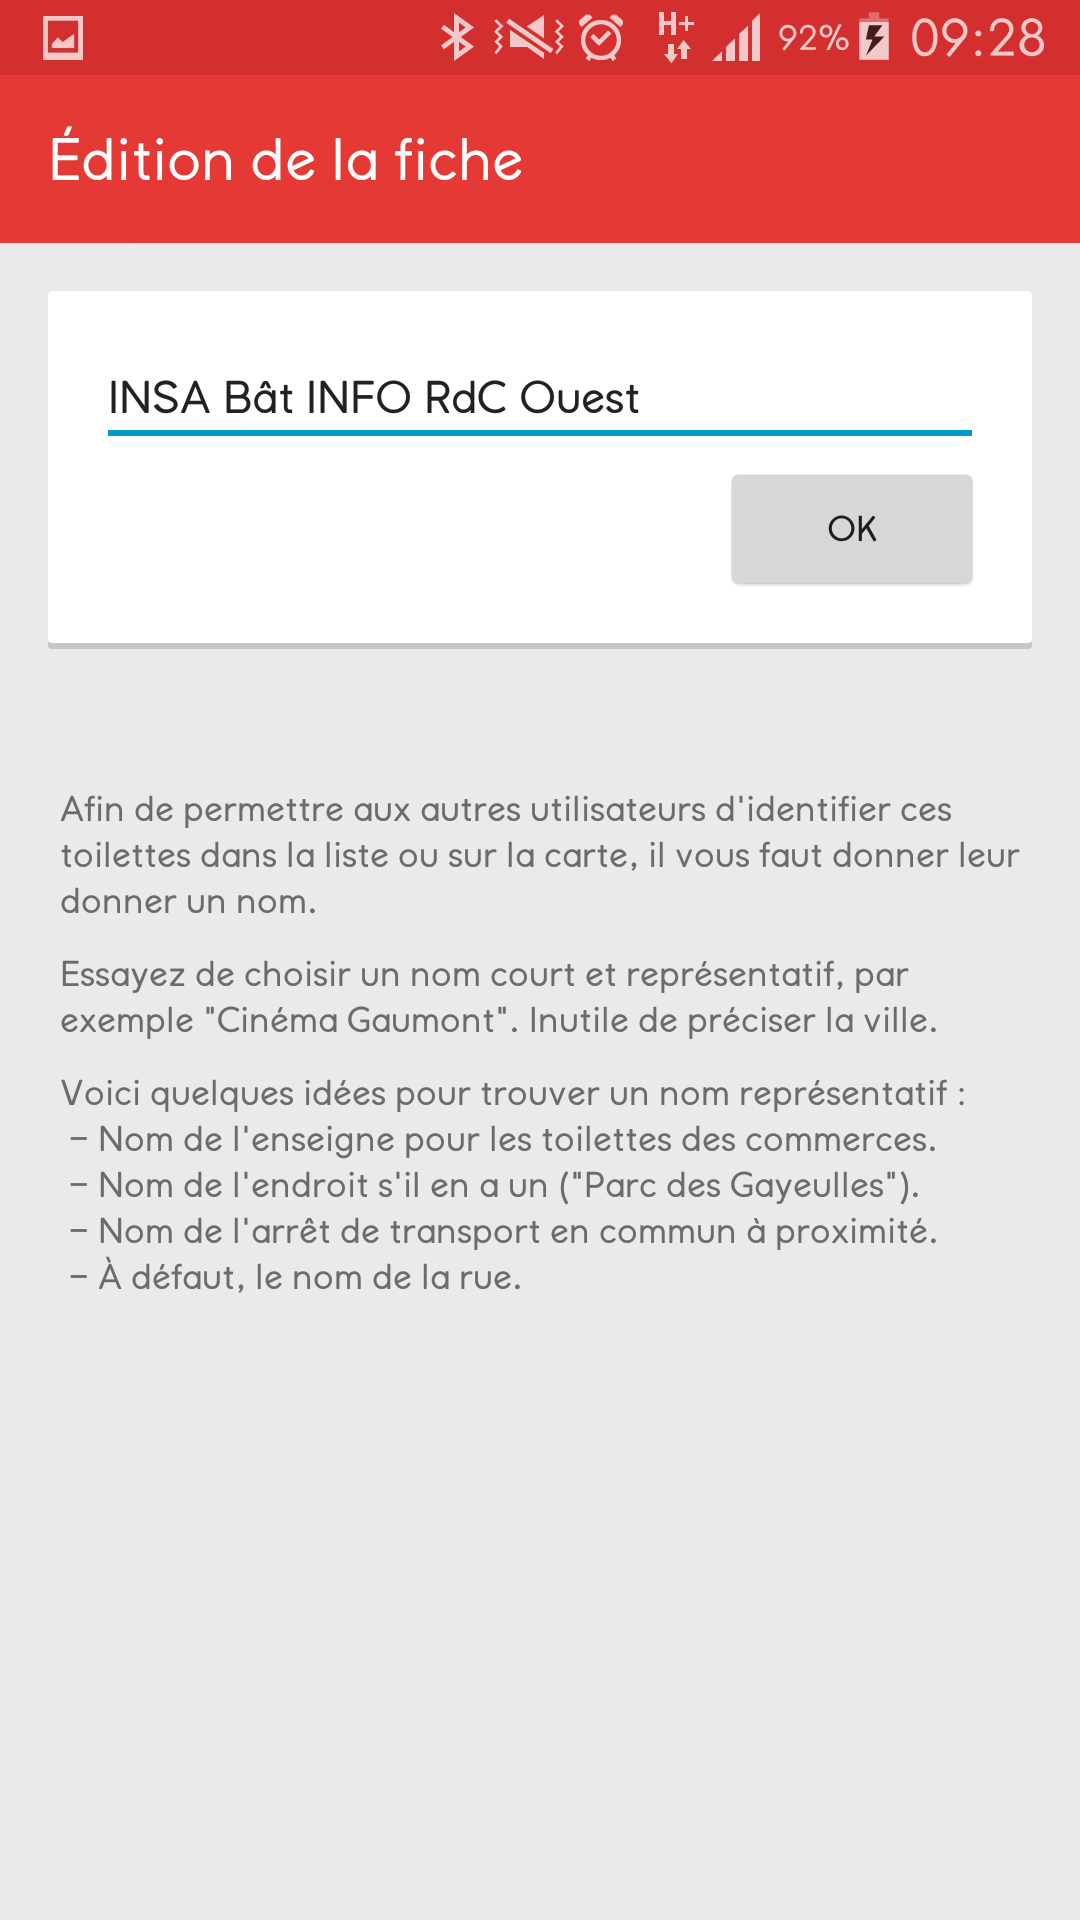 H+ 92% 09:28
Édition de la fiche
INSA Bât INFO RdC Ouest
OK
Afin de permettre aux autres utilisateurs d'identifier ces
toilettes dans la liste ou sur la carte, il vous faut donner leur
donner un nom.
Essayez de choisir un nom court et représentatif, par
exemple "Cinéma Gaumont". Inutile de préciser la ville.
Voici quelques idées pour trouver un nom représentatif :
– Nom de l'enseigne pour les toilettes des commerces.
– Nom de l'endroit s'il en a un ("Parc des Gayeulles").
– Nom de l'arrêt de transport en commun à proximité.
– À défaut, le nom de la rue.